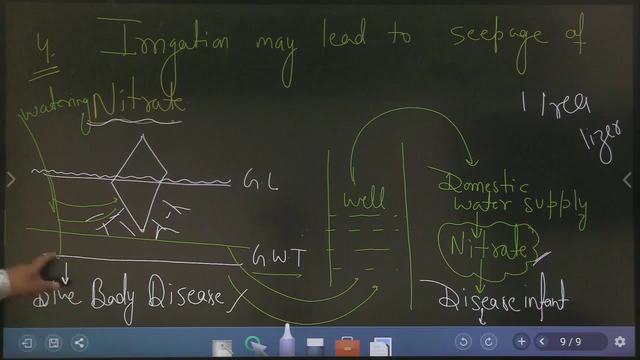 4. Irrigation may lead to seepage of
Nitrate
watering
G.L
G.W.T
Blue Body Disease
well
Domestic
water supply
Nitrate
Disease infant
Urea
lizer
9/9